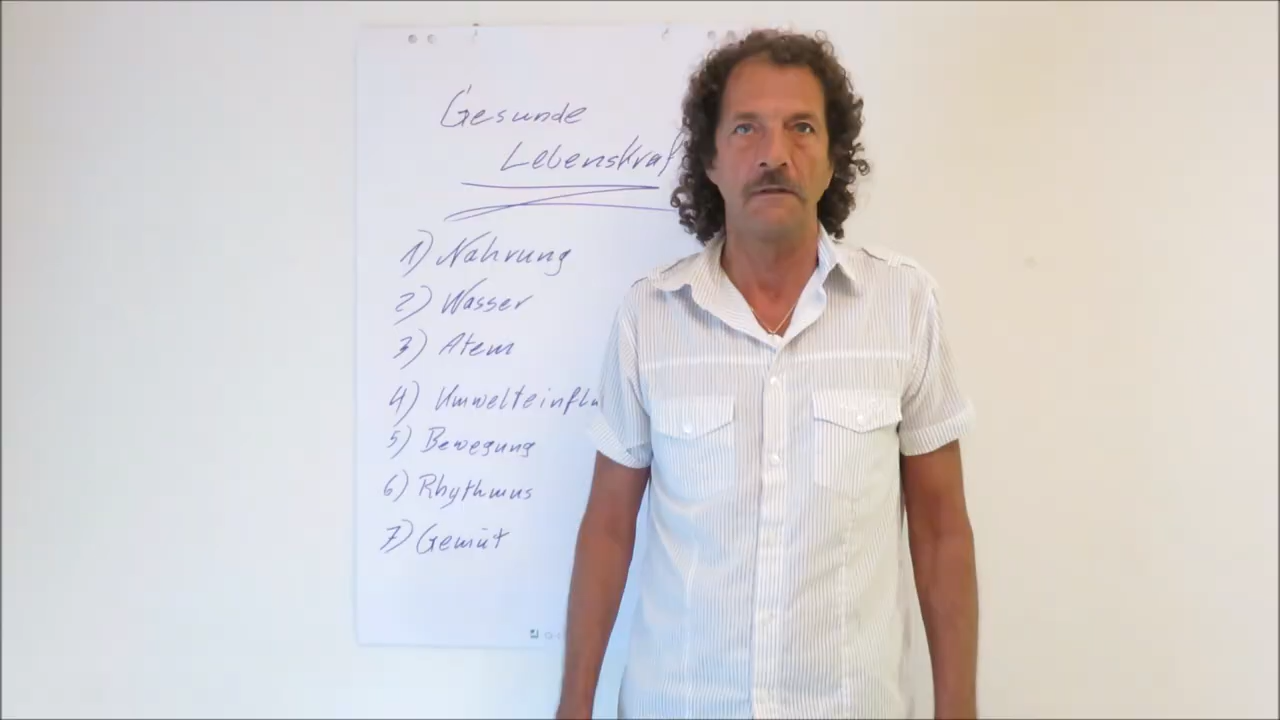 Gesunde
Lebenskraf
1) Nahrung
2) Wasser
3) Atem
4) Umwelteinflu
5) Bewegung
6) Rhythmus
7) Gemüt